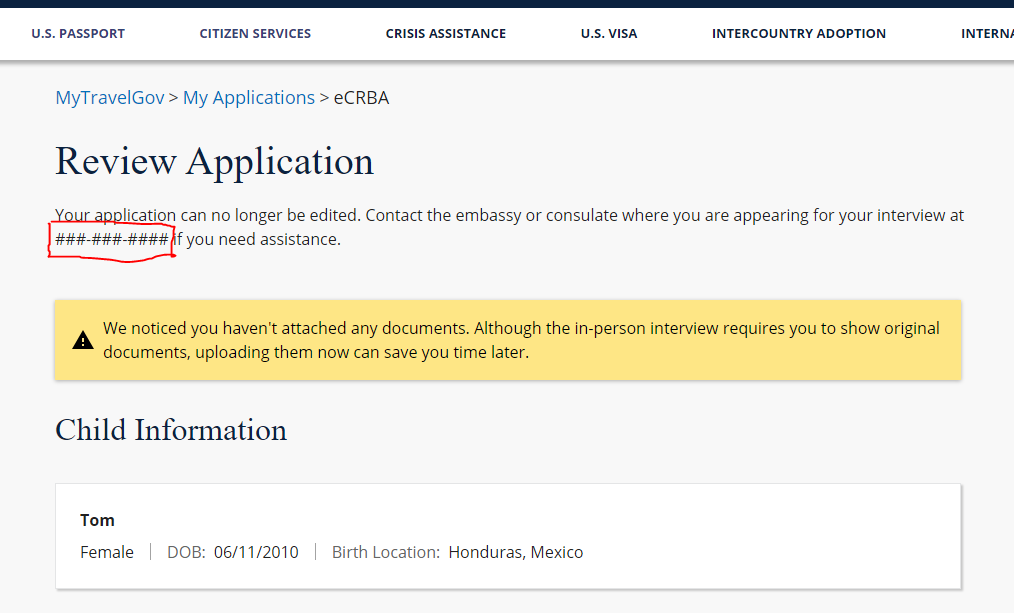 U.S. PASSPORT CITIZEN SERVICES CRISIS ASSISTANCE U.S. VISA INTERCOUNTRY ADOPTION INTERNA
MyTravelGov > My Applications > eCRBA
Review Application
Your application can no longer be edited. Contact the embassy or consulate where you are appearing for your interview at
###-###-#### if you need assistance.
We noticed you haven't attached any documents. Although the in-person interview requires you to show original
documents, uploading them now can save you time later.
Child Information
Tom
Female DOB: 06/11/2010 Birth Location: Honduras, Mexico